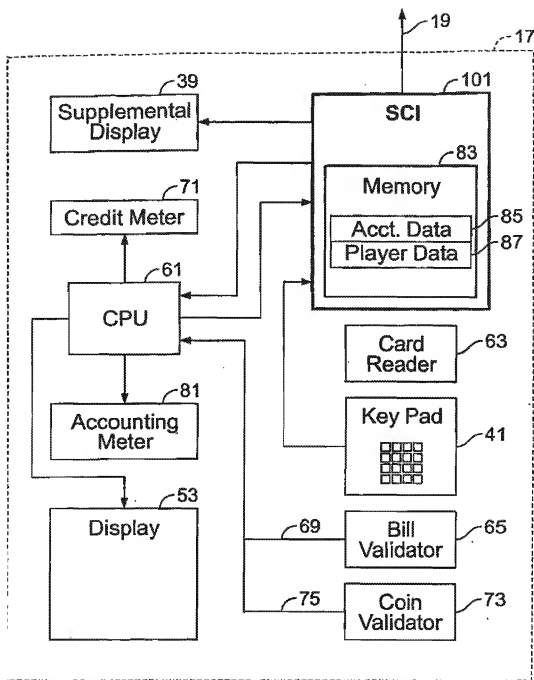 19
17
39
Supplemental
Display
101
SCI
83
Memory
85
Acct. Data
87
Player Data
71
Credit Meter
61
CPU
63
Card
Reader
81
Accounting
Meter
Key Pad
41
53
Display
69
Bill
Validator
65
75
Coin
Validator
73